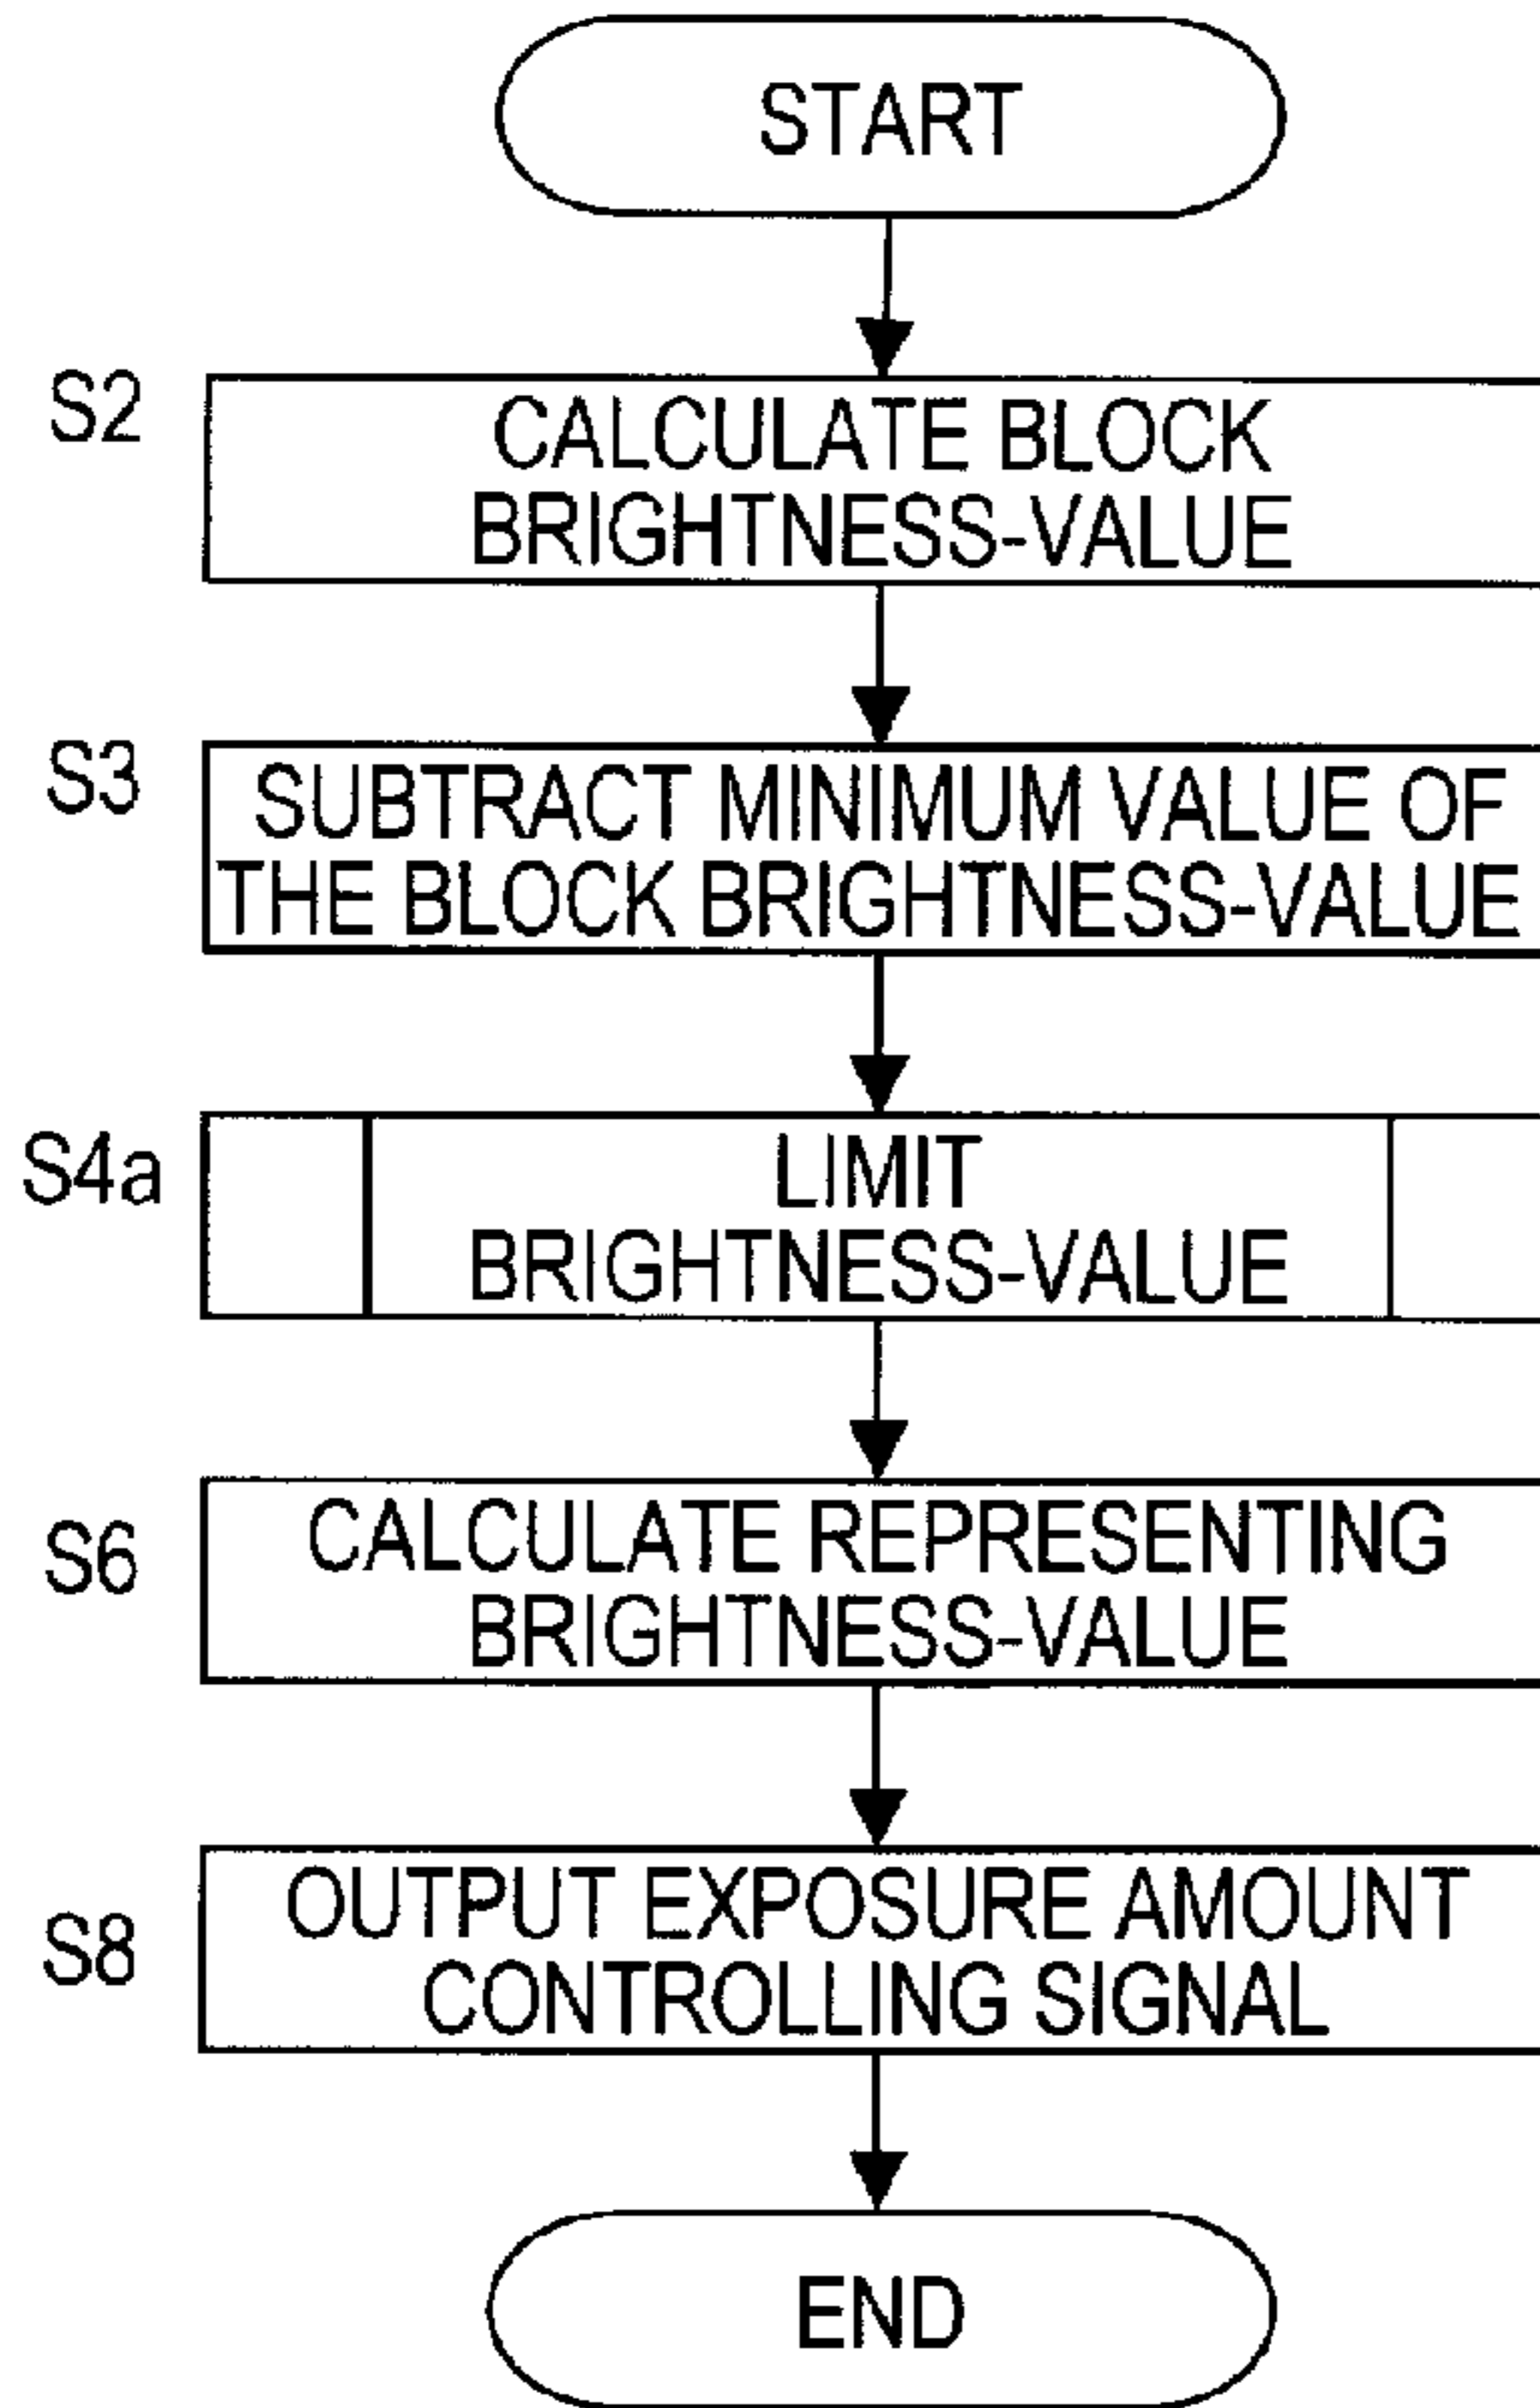 START
S2
CALCULATE BLOCK
BRIGHTNESS-VALUE
S3
SUBTRACT MINIMUM VALUE OF
THE BLOCK BRIGHTNESS-VALUE
S4a
LIMIT
BRIGHTNESS-VALUE
S6
CALCULATE REPRESENTING
BRIGHTNESS-VALUE
S8
OUTPUT EXPOSURE AMOUNT
CONTROLLING SIGNAL
END